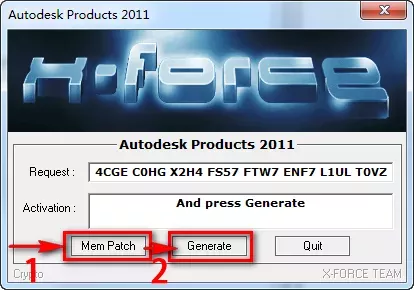 Autodesk Products 2011
x-force
Autodesk Products 2011
Request :
4CGE C0HG X2H4 FS57 FTW7 ENF7 L1UL T0VZ
Activation :
And press Generate
1
Mem Patch
2
Generate
Quit
Crypto
X-FORCE TEAM